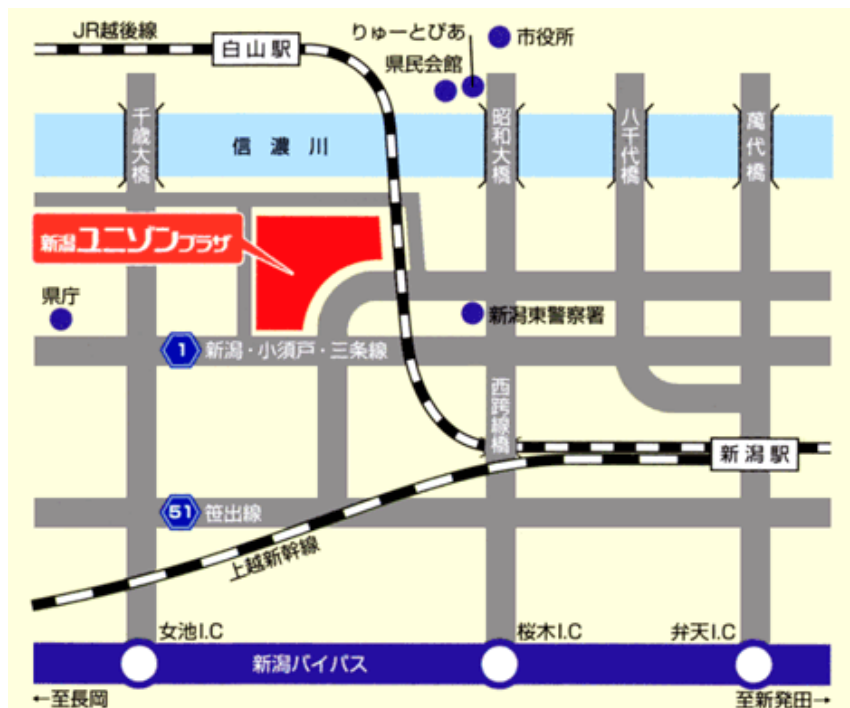 JR越後線
白山駅
りゅーとぴあ
市役所
県民会館
千歳大橋
信濃川
昭和大橋
八千代橋
萬代橋
新潟ユニゾンプラザ
県庁
新潟東警察署
1
新潟・小須戸・三条線
西跨線橋
新潟駅
51
笹出線
上越新幹線
女池I.C
桜木I.C
弁天I.C
新潟バイパス
←至長岡
至新発田→